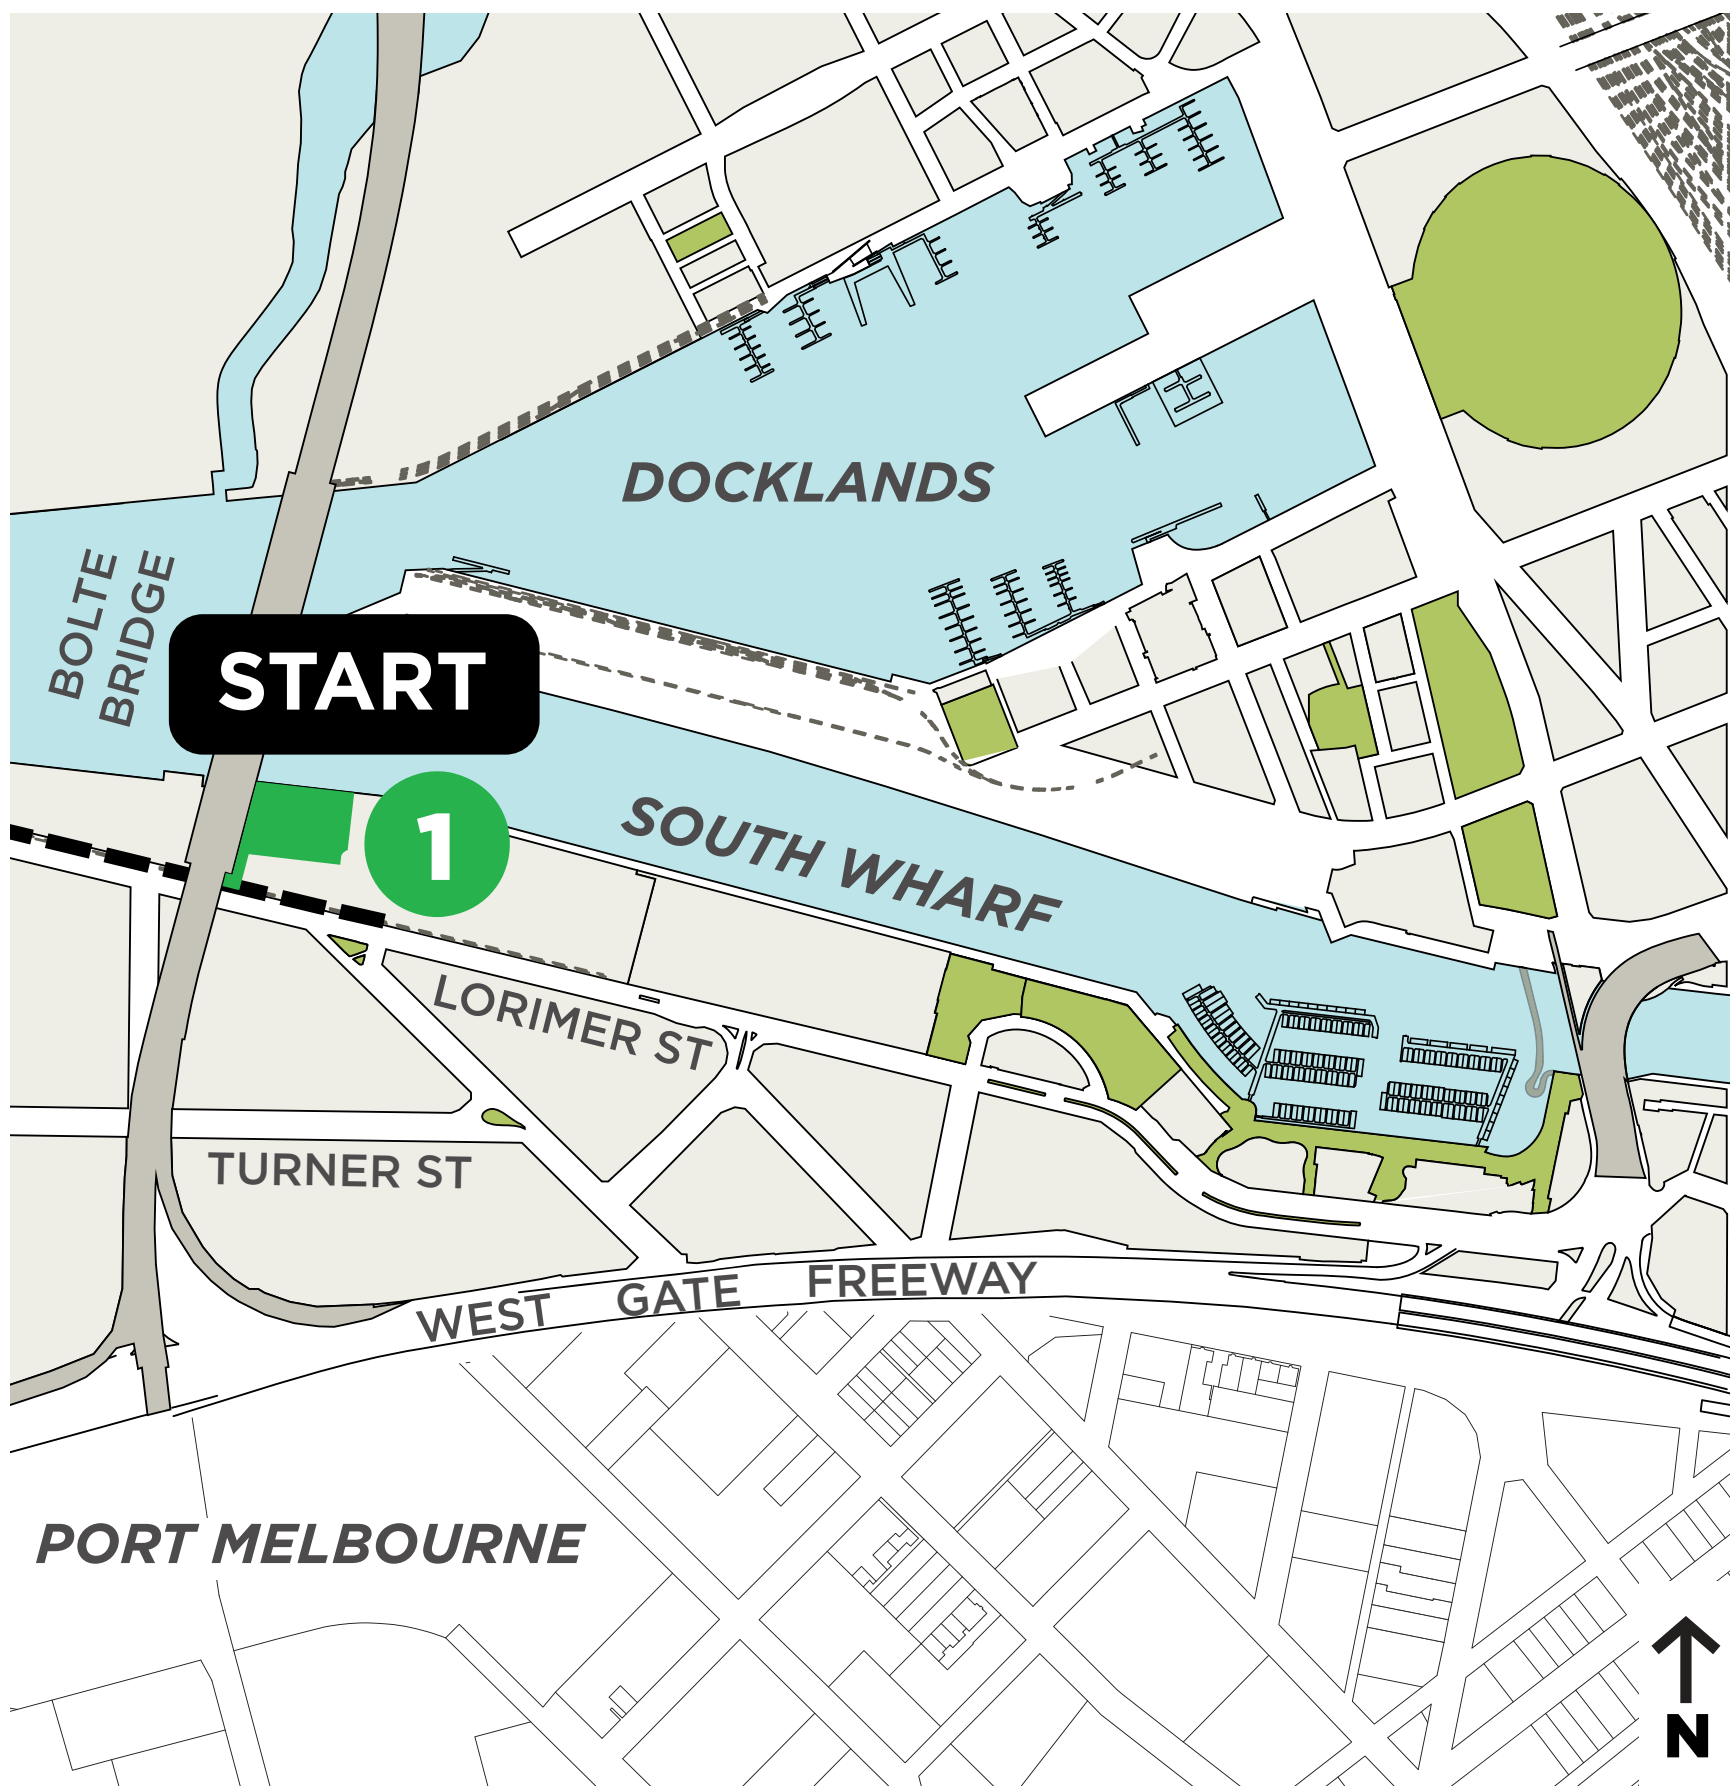 DOCKLANDS
BOLTE
BRIDGE
START
1
SOUTH WHARF
LORIMER ST
TURNER ST
WEST GATE FREEWAY
PORT MELBOURNE
N